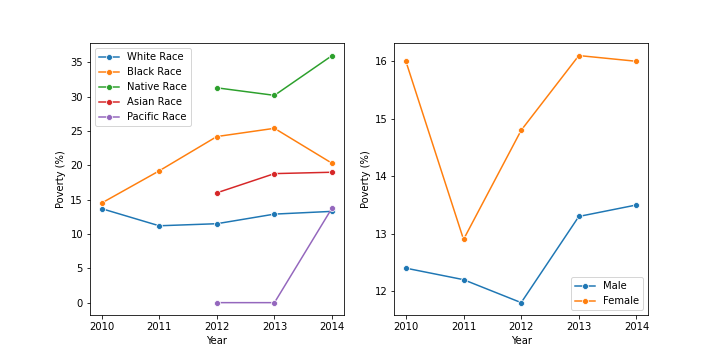 White Race
Black Race
Native Race
Asian Race
Pacific Race
35
30
25
20
15
10
5
0
Poverty (%)
2010 2011 2012 2013 2014
Year
16
15
14
13
12
Poverty (%)
Male
Female
2010 2011 2012 2013 2014
Year